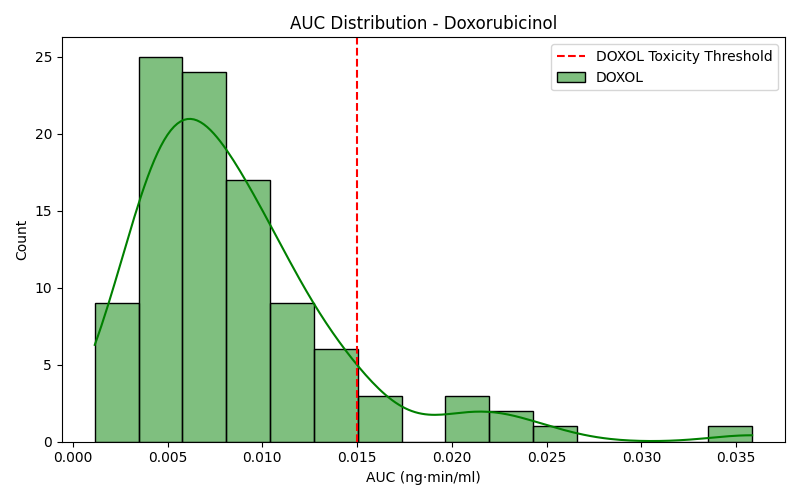 AUC Distribution - Doxorubicinol
DOXOL Toxicity Threshold
DOXOL
25
20
15
10
5
0
Count
0.000 0.005 0.010 0.015 0.020 0.025 0.030 0.035
AUC (ng·min/ml)